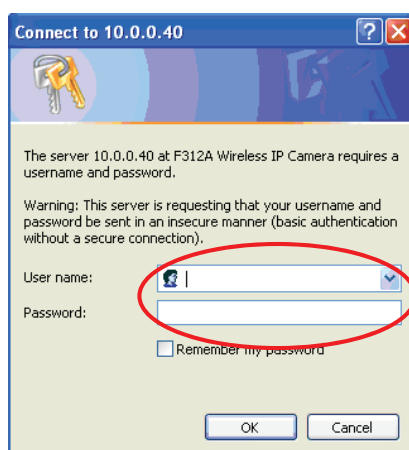 Connect to 10.0.0.40
The server 10.0.0.40 at F312A Wireless IP Camera requires a
username and password.
Warning: This server is requesting that your username and
password be sent in an insecure manner (basic authentication
without a secure connection).
User name:
Password:
Remember my password
OK Cancel